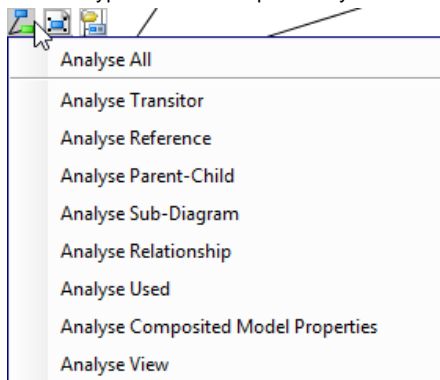 Analyse All
Analyse Transitor
Analyse Reference
Analyse Parent-Child
Analyse Sub-Diagram
Analyse Relationship
Analyse Used
Analyse Composited Model Properties
Analyse View